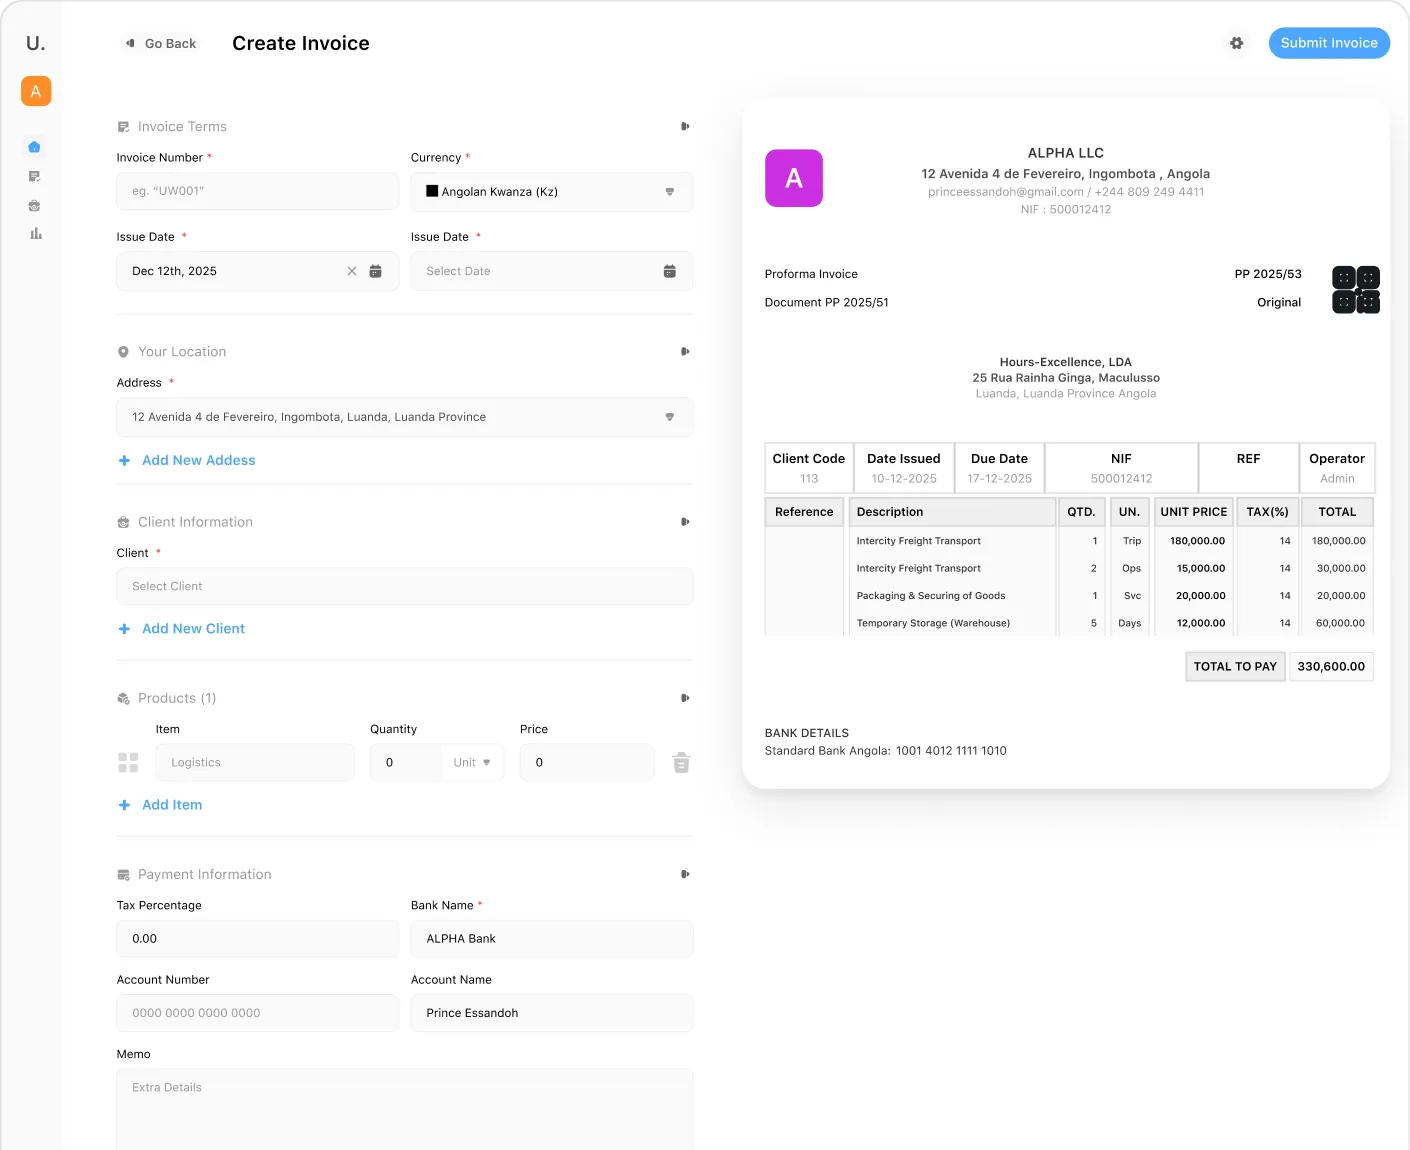 U.
Go Back
Create Invoice
Submit Invoice
A
Invoice Terms
Invoice Number *
Currency *
eg. “UW001”
Angolan Kwanza (Kz)
Issue Date *
Issue Date *
Dec 12th, 2025
Select Date
Your Location
Address *
12 Avenida 4 de Fevereiro, Ingombota, Luanda, Luanda Province
+ Add New Addess
Client Information
Client *
Select Client
+ Add New Client
Products (1)
Item
Quantity
Price
Logistics
0
Unit
0
+ Add Item
Payment Information
Tax Percentage
Bank Name *
0.00
ALPHA Bank
Account Number
Account Name
0000 0000 0000 0000
Prince Essandoh
Memo
Extra Details
A
ALPHA LLC
12 Avenida 4 de Fevereiro, Ingombota , Angola
princeessandoh@gmail.com / +244 809 249 4411
NIF : 500012412
Proforma Invoice
PP 2025/53
Document PP 2025/51
Original
Hours-Excellence, LDA
25 Rua Rainha Ginga, Maculusso
Luanda, Luanda Province Angola
Client Code Date Issued Due Date NIF REF Operator
113 10-12-2025 17-12-2025 500012412 Admin
Reference Description QTD. UN. UNIT PRICE TAX(%) TOTAL
Intercity Freight Transport 1 Trip 180,000.00 14 180,000.00
Intercity Freight Transport 2 Ops 15,000.00 14 30,000.00
Packaging & Securing of Goods 1 Svc 20,000.00 14 20,000.00
Temporary Storage (Warehouse) 5 Days 12,000.00 14 60,000.00
TOTAL TO PAY 330,600.00
BANK DETAILS
Standard Bank Angola: 1001 4012 1111 1010